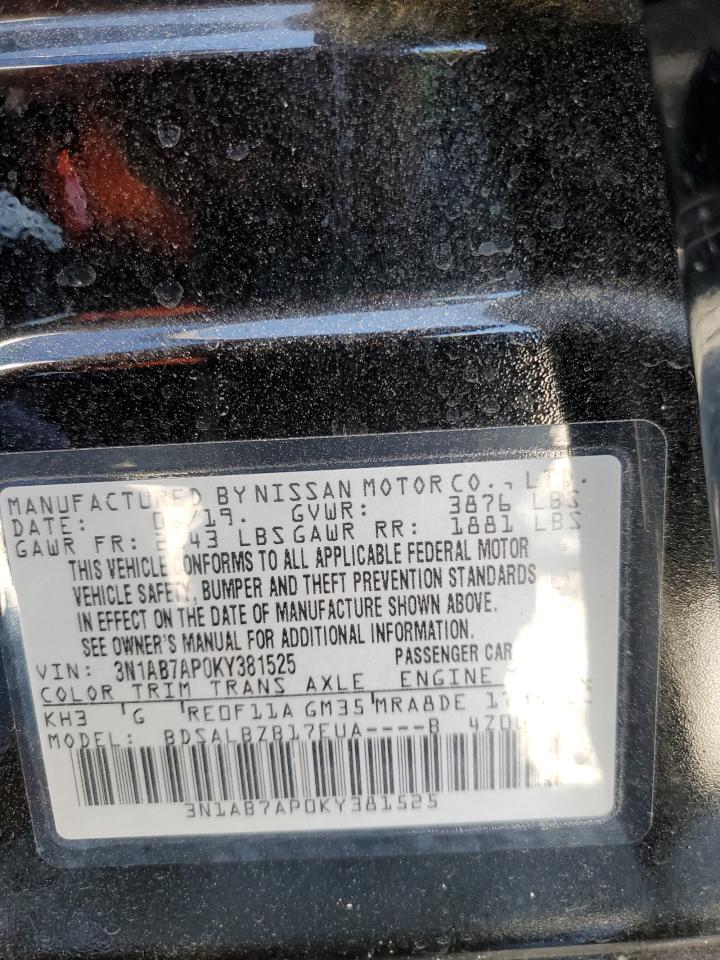 MANUFACTURED BY NISSAN MOTOR CO., LTD.
DATE: GVWR: 3876 LBS
GAWR FR: LBS GAWR RR: 1881 LBS
THIS VEHICLE CONFORMS TO ALL APPLICABLE FEDERAL MOTOR
VEHICLE SAFETY, BUMPER AND THEFT PREVENTION STANDARDS
IN EFFECT ON THE DATE OF MANUFACTURE SHOWN ABOVE.
SEE OWNER'S MANUAL FOR ADDITIONAL INFORMATION.
VIN: 3N1AB7AP0KY381525 PASSENGER CAR
COLOR TRIM TRANS AXLE ENGINE
KH3 G RE0F11A GM35 MRA8DE
MODEL: BDSALBZB17EUA----B
3N1AB7AP0KY381525